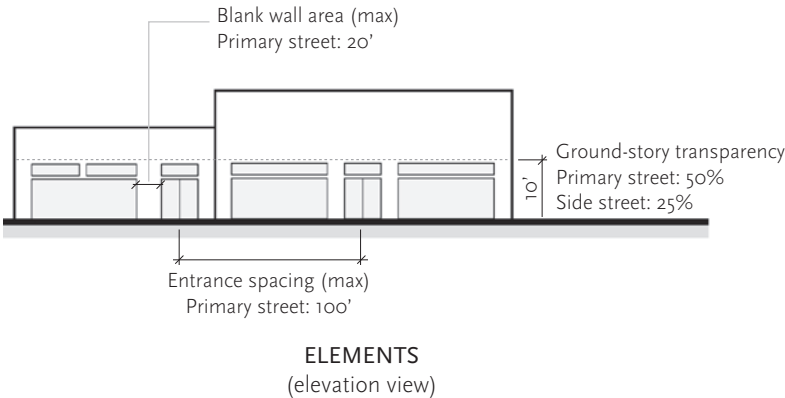 Blank wall area (max)
Primary street: 20’
10’
Ground-story transparency
Primary street: 50%
Side street: 25%
Entrance spacing (max)
Primary street: 100’
ELEMENTS
(elevation view)